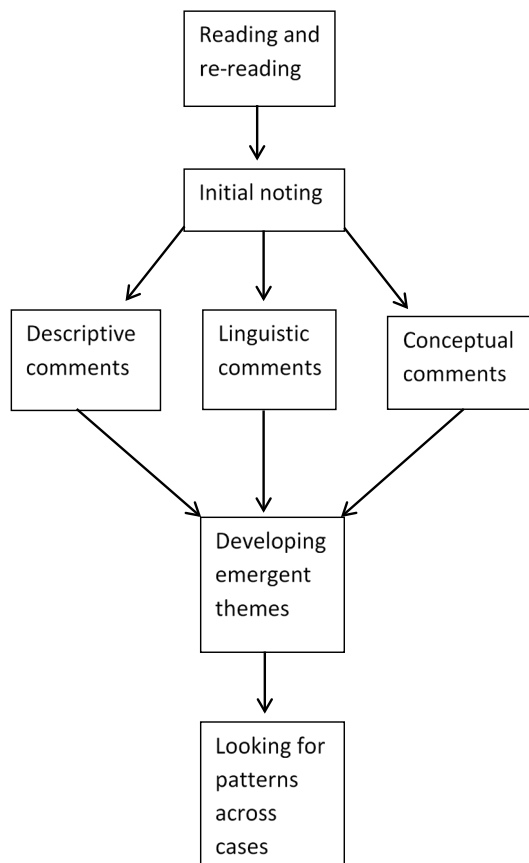 Reading and
re-reading
Initial noting
Descriptive
comments
Linguistic
comments
Conceptual
comments
Developing
emergent
themes
Looking for
patterns
across
cases